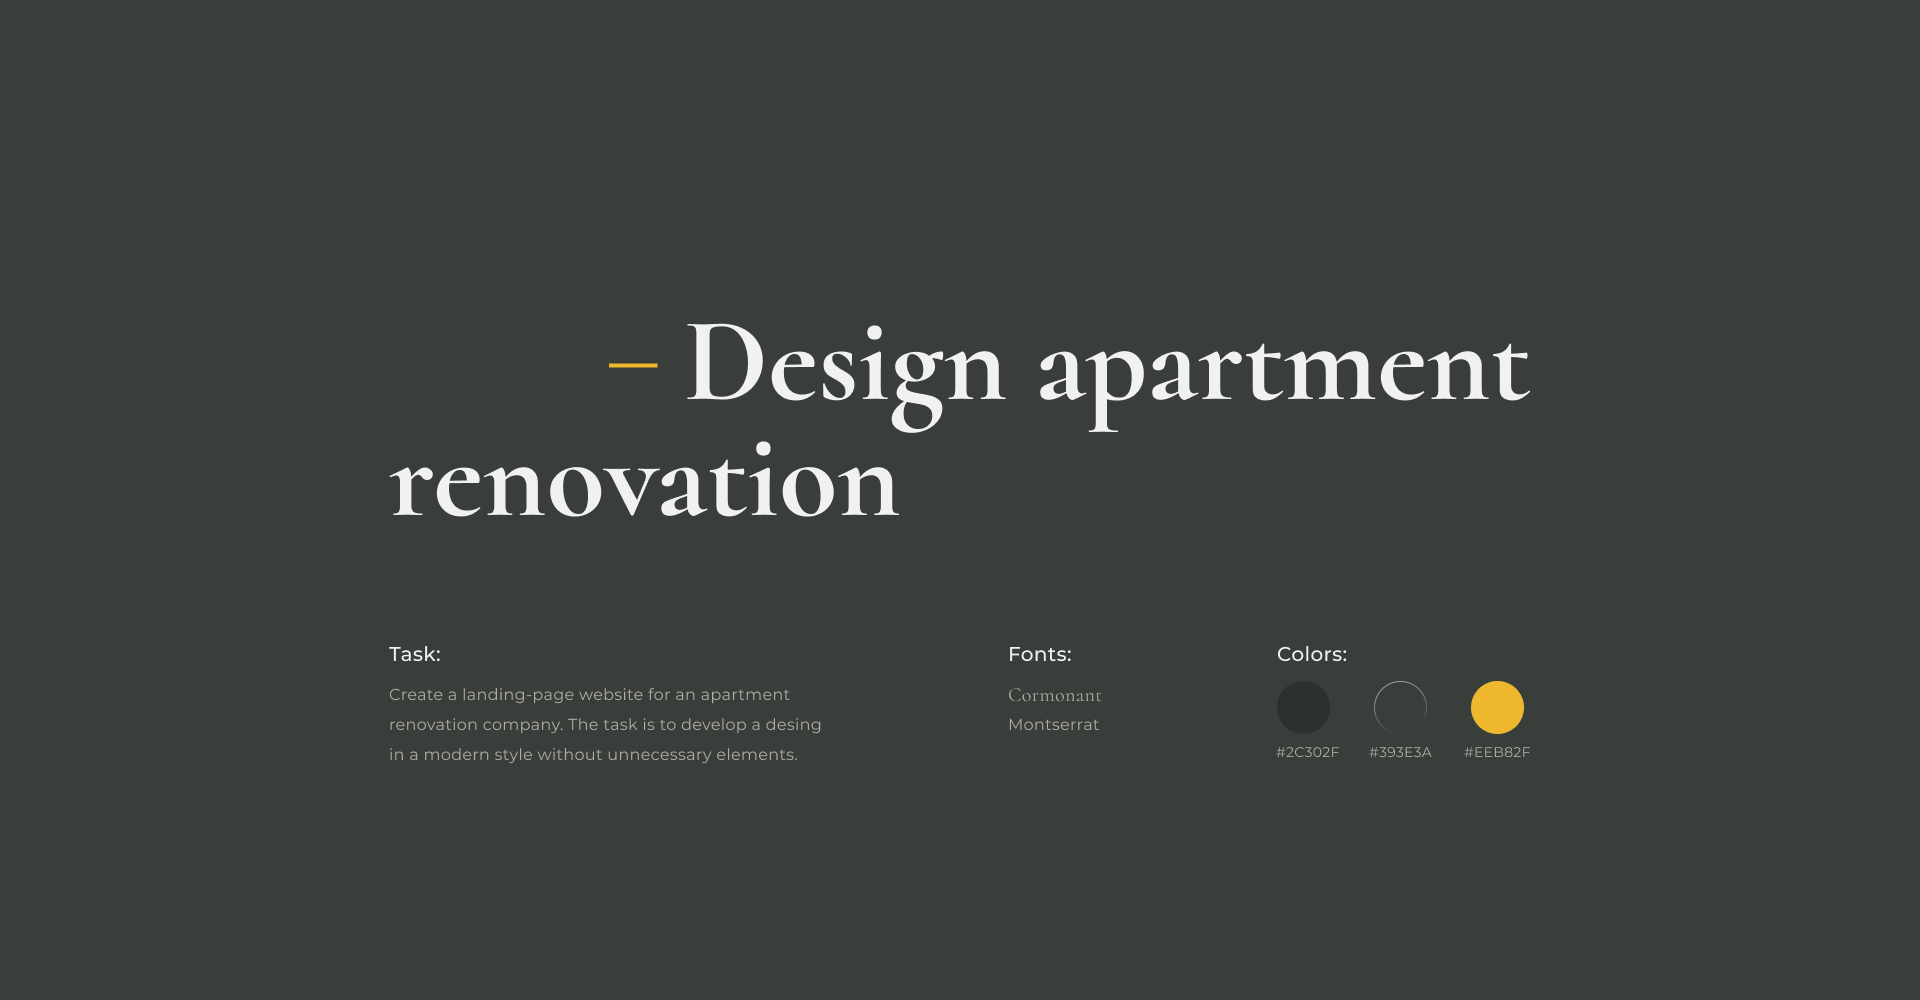 – Design apartment
renovation
Task:
Create a landing-page website for an apartment
renovation company. The task is to develop a desing
in a modern style without unnecessary elements.
Fonts:
Cormonant
Montserrat
Colors:
#2C302F #393E3A #EEB82F